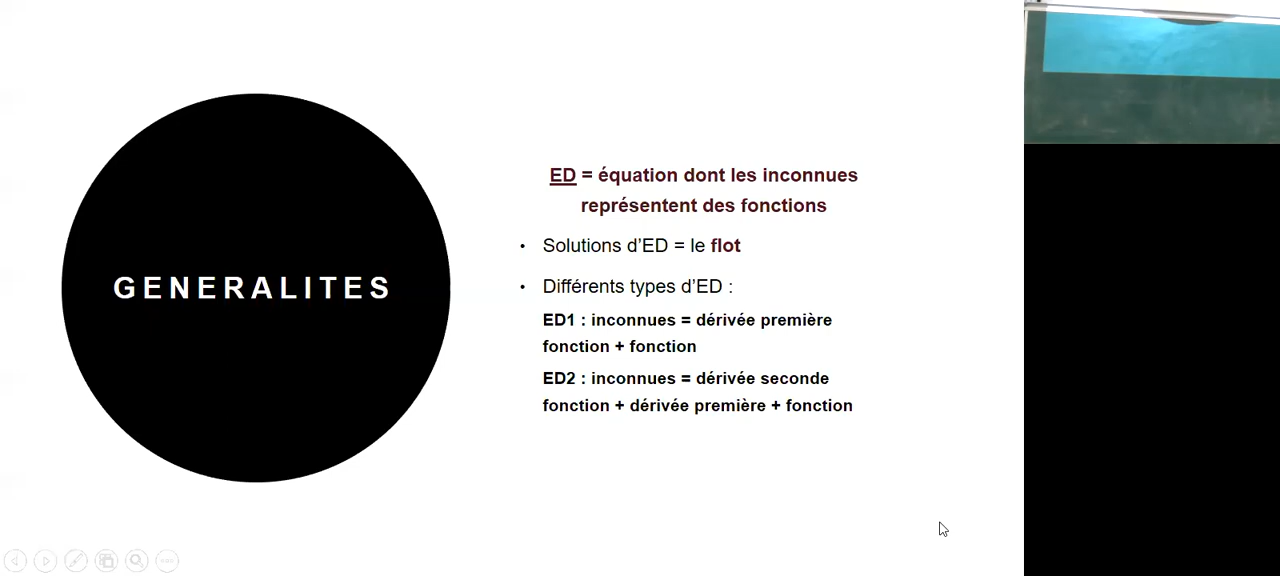 GENERALITES
ED = équation dont les inconnues
représentent des fonctions
• Solutions d’ED = le flot
• Différents types d’ED :
ED1 : inconnues = dérivée première
fonction + fonction
ED2 : inconnues = dérivée seconde
fonction + dérivée première + fonction